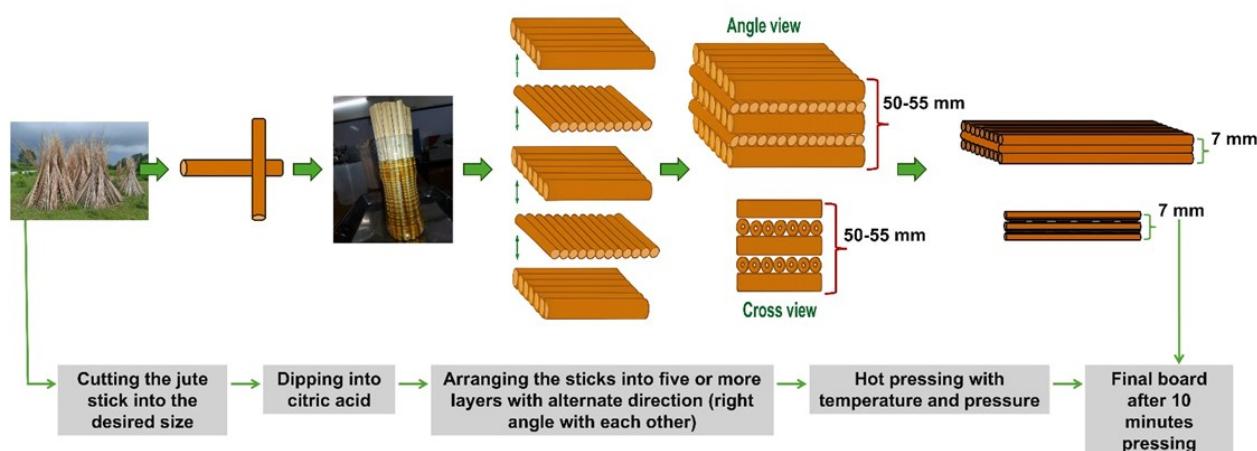 Angle view
50-55 mm
7 mm
7 mm
50-55 mm
Cross view
Cutting the jute
stick into the
desired size
Dipping into
citric acid
Arranging the sticks into five or more
layers with alternate direction (right
angle with each other)
Hot pressing with
temperature and pressure
Final board
after 10
minutes
pressing